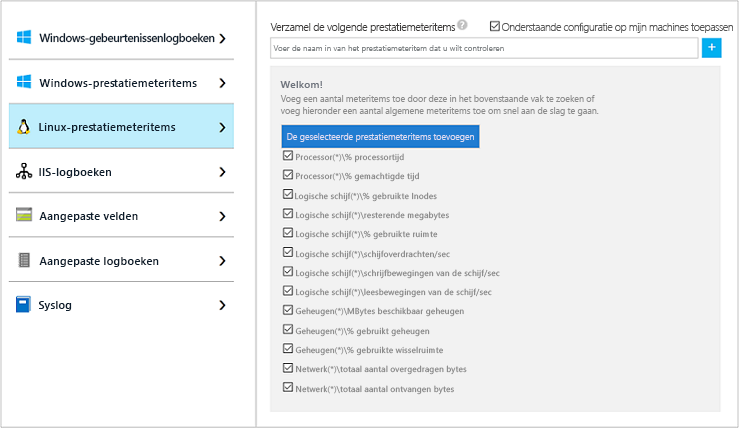 Windows-gebeurtenissenlogboeken
Windows-prestatiemeteritems
Linux-prestatiemeteritems
IIS-logboeken
Aangepaste velden
Aangepaste logboeken
Syslog
Verzamel de volgende prestatiemeteritems ?
Onderstaande configuratie op mijn machines toepassen
Voer de naam in van het prestatiemeteritem dat u wilt controleren
+
Welkom!
Voeg een aantal meteritems toe door deze in het bovenstaande vak te zoeken of
voeg hieronder een aantal algemene meteritems toe om snel aan de slag te gaan.
De geselecteerde prestatiemeteritems toevoegen
Processor(*)\% processortijd
Processor(*)\% gemachtigde tijd
Logische schijf(*)\% gebruikte Inodes
Logische schijf(*)\resterende megabytes
Logische schijf(*)\% gebruikte ruimte
Logische schijf(*)\schijfoverdrachten/sec
Logische schijf(*)\schrijfbewegingen van de schijf/sec
Logische schijf(*)\leesbewegingen van de schijf/sec
Geheugen(*)\MBytes beschikbaar geheugen
Geheugen(*)\% gebruikt geheugen
Geheugen(*)\% gebruikte wisselruimte
Netwerk(*)\totaal aantal overgedragen bytes
Netwerk(*)\totaal aantal ontvangen bytes